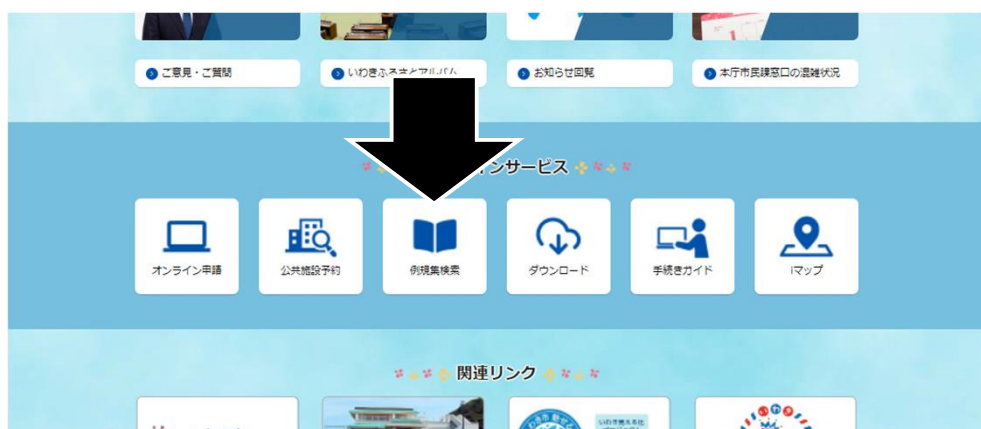 ご意見・ご質問
いわきふるさとアルバム
お知らせ回覧
本庁市民課窓口の混雑状況
ンサービス
オンライン申請
公共施設予約
例規集検索
ダウンロード
手続きガイド
iマップ
関連リンク